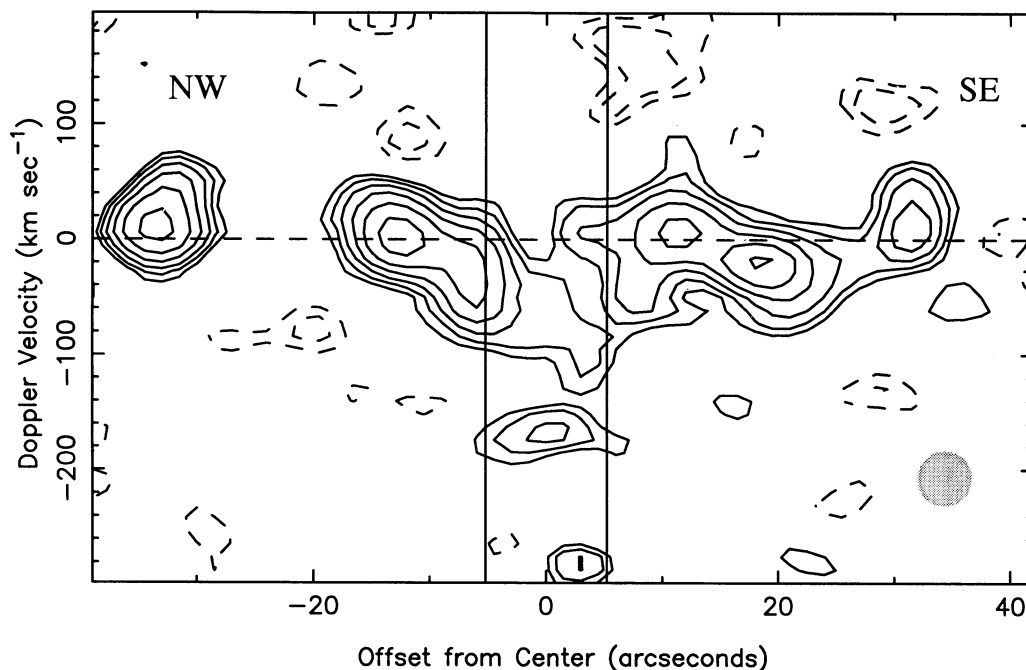 NW SE
Doppler Velocity (km sec−1)
100
0
−100
−200
−20 0 20 40
Offset from Center (arcseconds)